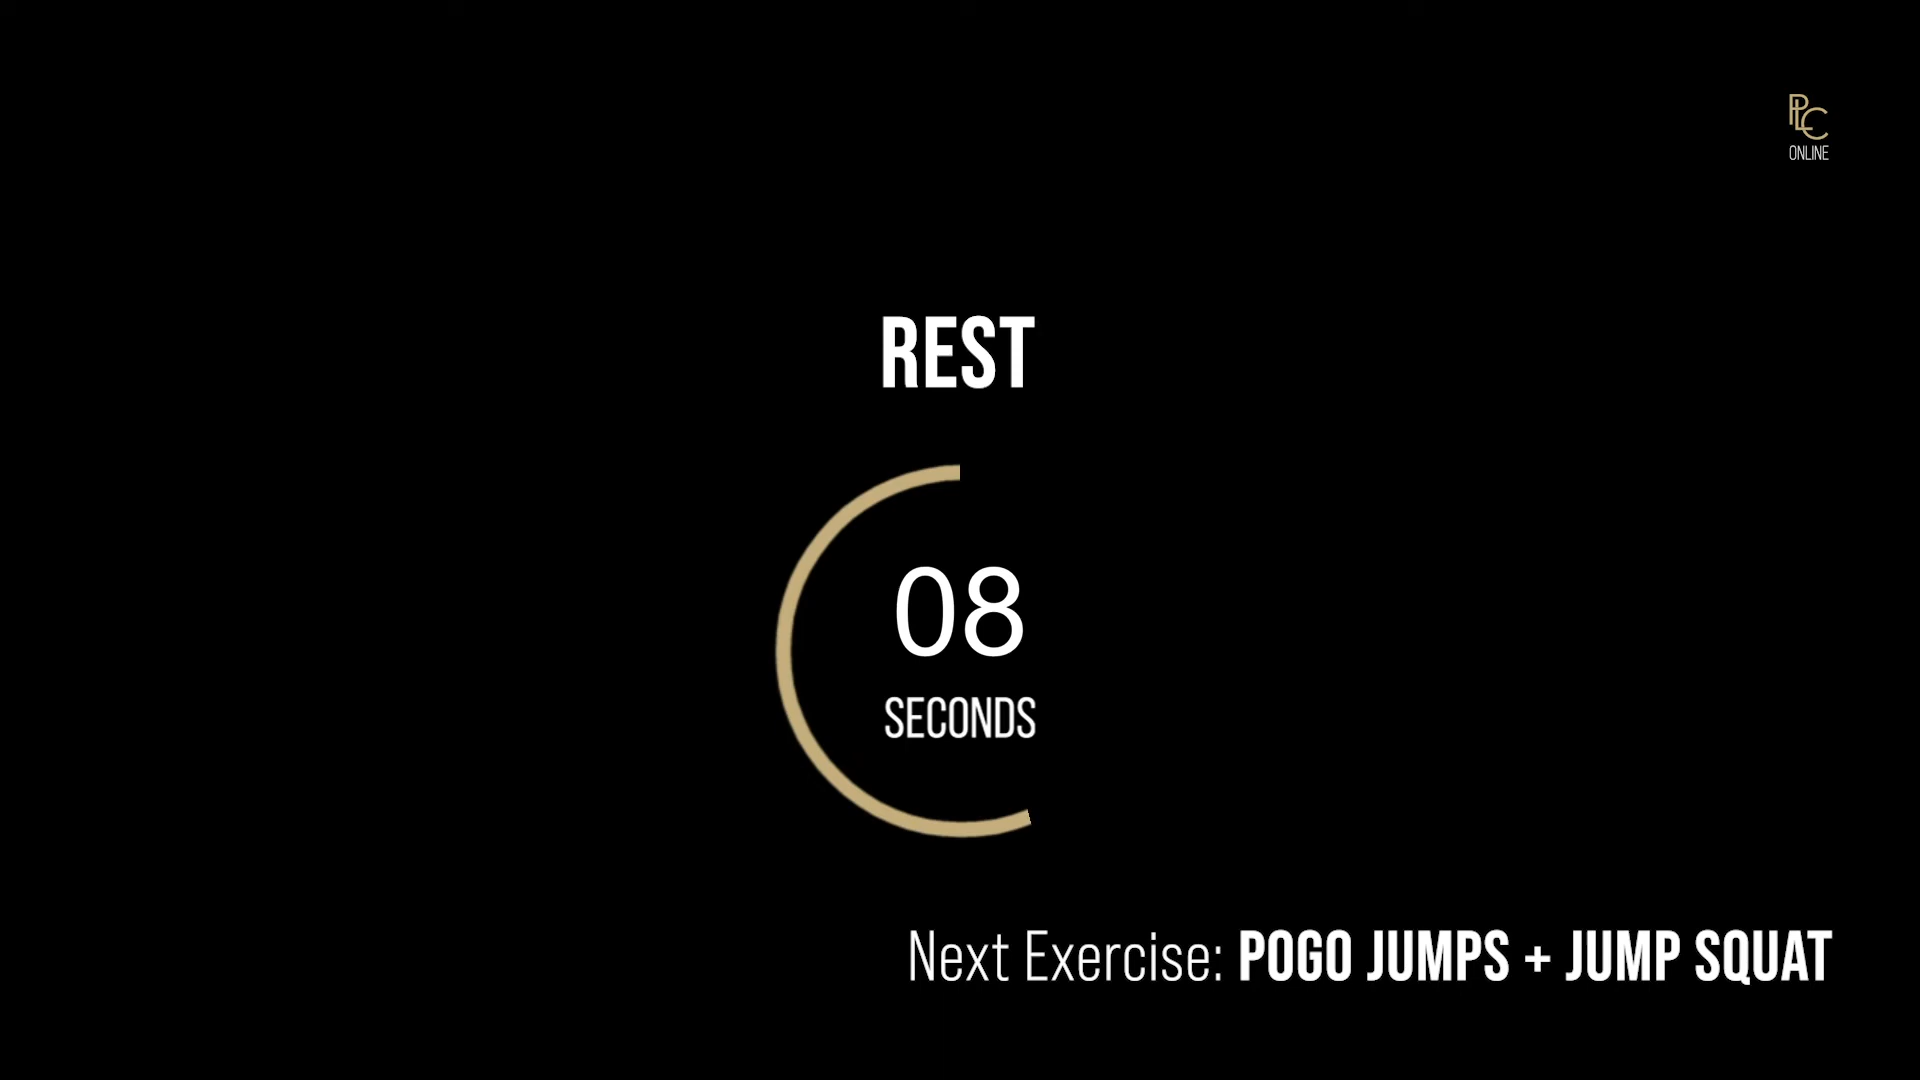 PLC
ONLINE
REST
08
SECONDS
Next Exercise: POGO JUMPS + JUMP SQUAT